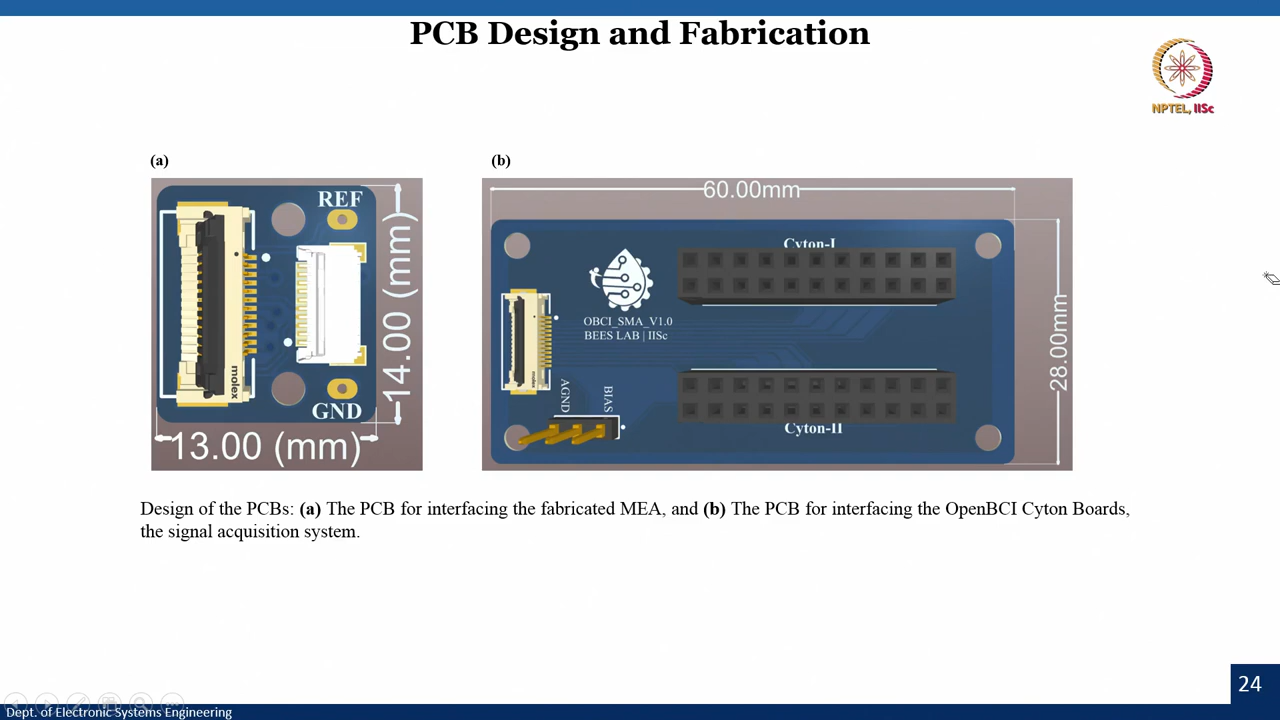 PCB Design and Fabrication
NPTEL, IISc
(a)
(b)
REF
molex
GND
14.00 (mm)
13.00 (mm)
60.00mm
Cyton-I
OBCI_SMA_V1.0
BEES LAB | IISc
molex
AGND
BIAS
Cyton-II
28.00mm
Design of the PCBs: (a) The PCB for interfacing the fabricated MEA, and (b) The PCB for interfacing the OpenBCI Cyton Boards,
the signal acquisition system.
24
Dept. of Electronic Systems Engineering